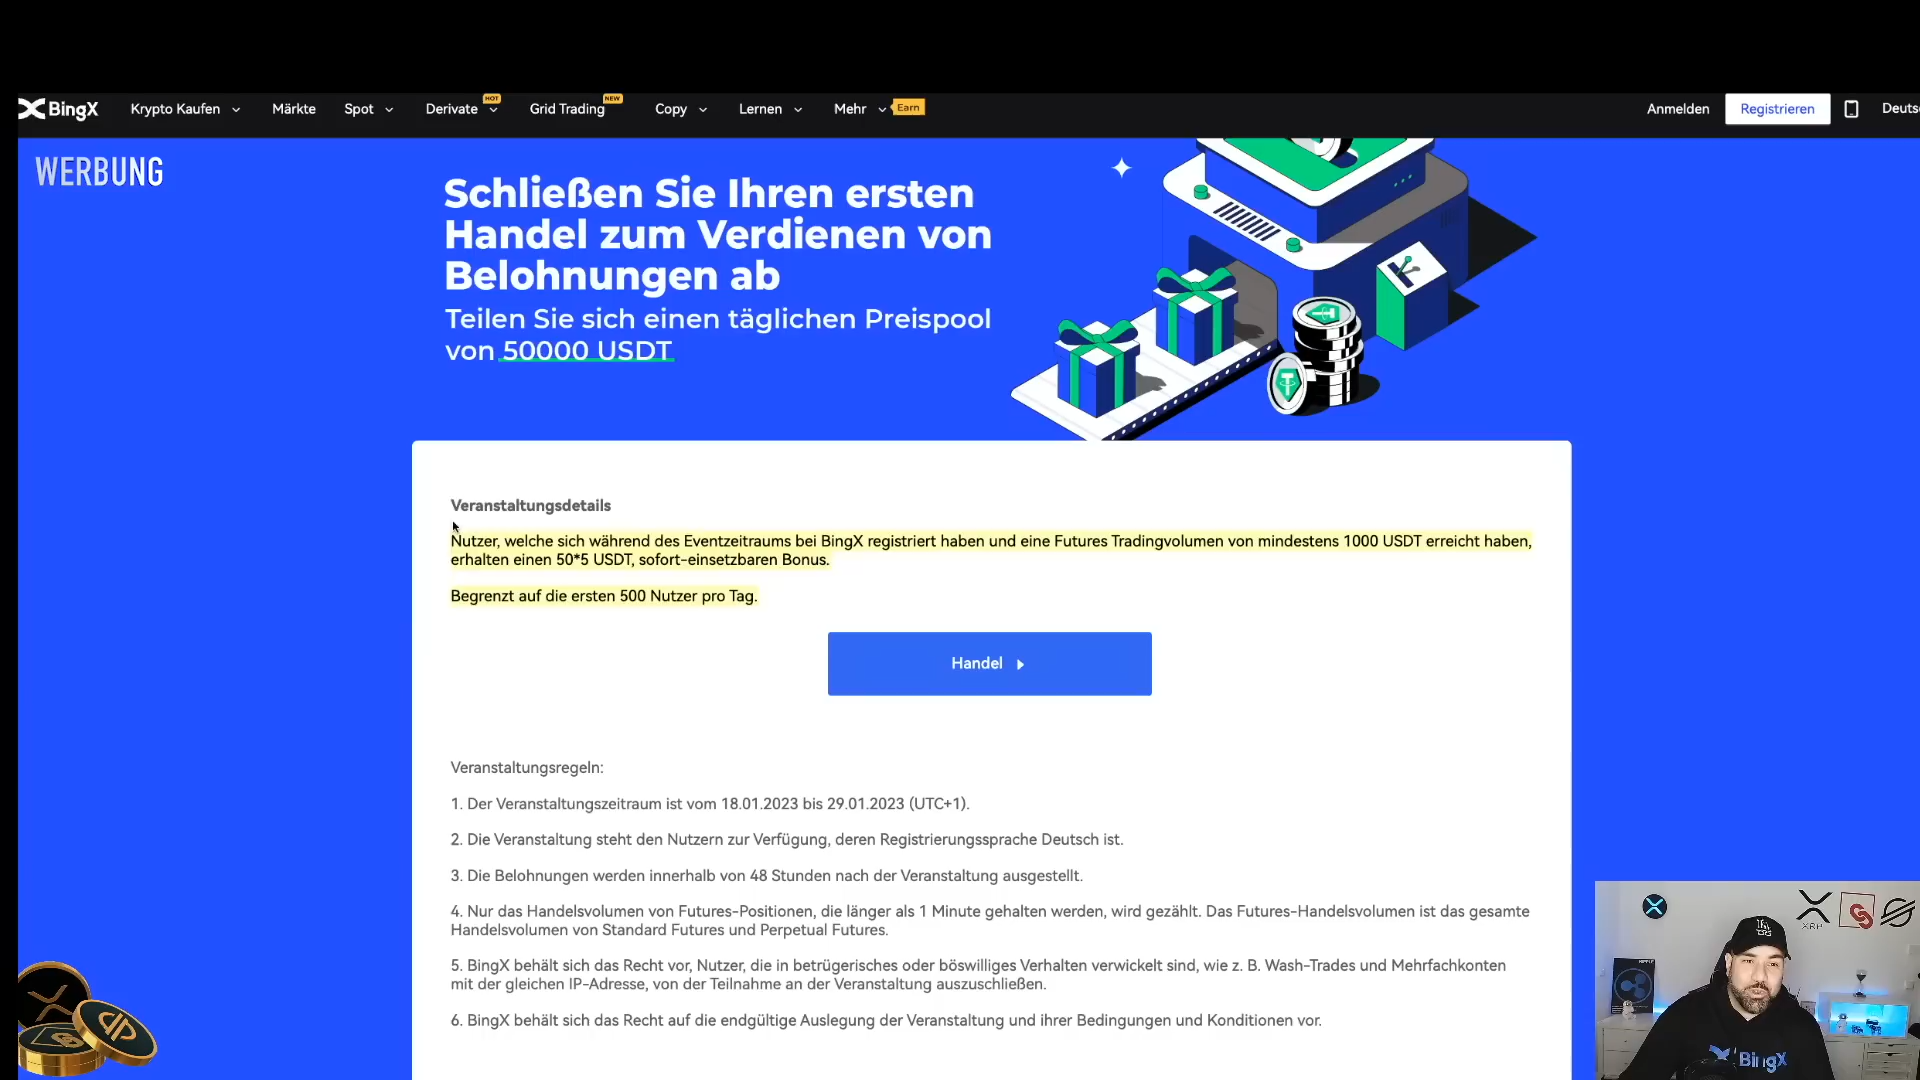 BingX Krypto Kaufen Märkte Spot Derivate HOT Grid Trading NEW Copy Lernen Mehr Earn Anmelden Registrieren Deuts
WERBUNG
Schließen Sie Ihren ersten
Handel zum Verdienen von
Belohnungen ab
Teilen Sie sich einen täglichen Preispool
von 50000 USDT
Veranstaltungsdetails
Nutzer, welche sich während des Eventzeitraums bei BingX registriert haben und eine Futures Tradingvolumen von mindestens 1000 USDT erreicht haben,
erhalten einen 50*5 USDT, sofort-einsetzbaren Bonus.
Begrenzt auf die ersten 500 Nutzer pro Tag.
Handel
Veranstaltungsregeln:
1. Der Veranstaltungszeitraum ist vom 18.01.2023 bis 29.01.2023 (UTC+1).
2. Die Veranstaltung steht den Nutzern zur Verfügung, deren Registrierungssprache Deutsch ist.
3. Die Belohnungen werden innerhalb von 48 Stunden nach der Veranstaltung ausgestellt.
4. Nur das Handelsvolumen von Futures-Positionen, die länger als 1 Minute gehalten werden, wird gezählt. Das Futures-Handelsvolumen ist das gesamte
Handelsvolumen von Standard Futures und Perpetual Futures.
5. BingX behält sich das Recht vor, Nutzer, die in betrügerisches oder böswilliges Verhalten verwickelt sind, wie z. B. Wash-Trades und Mehrfachkonten
mit der gleichen IP-Adresse, von der Teilnahme an der Veranstaltung auszuschließen.
6. BingX behält sich das Recht auf die endgültige Auslegung der Veranstaltung und ihrer Bedingungen und Konditionen vor.
XRP
BingX